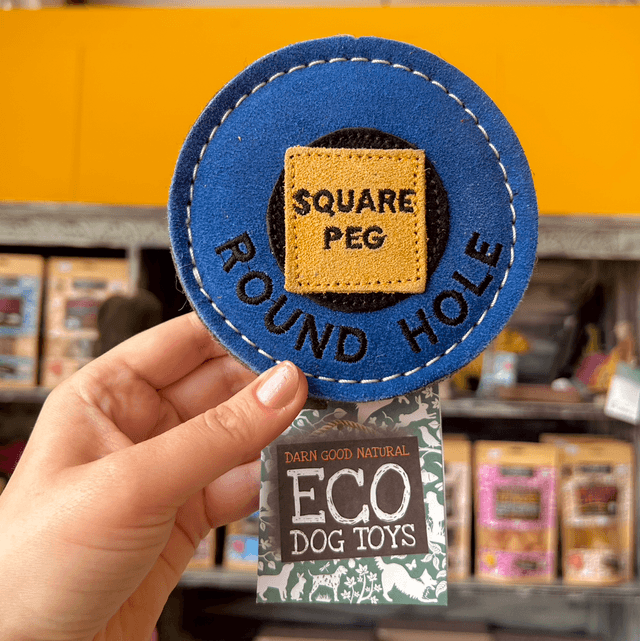 SQUARE
PEG
ROUND HOLE
DARN GOOD NATURAL
ECO
DOG TOYS